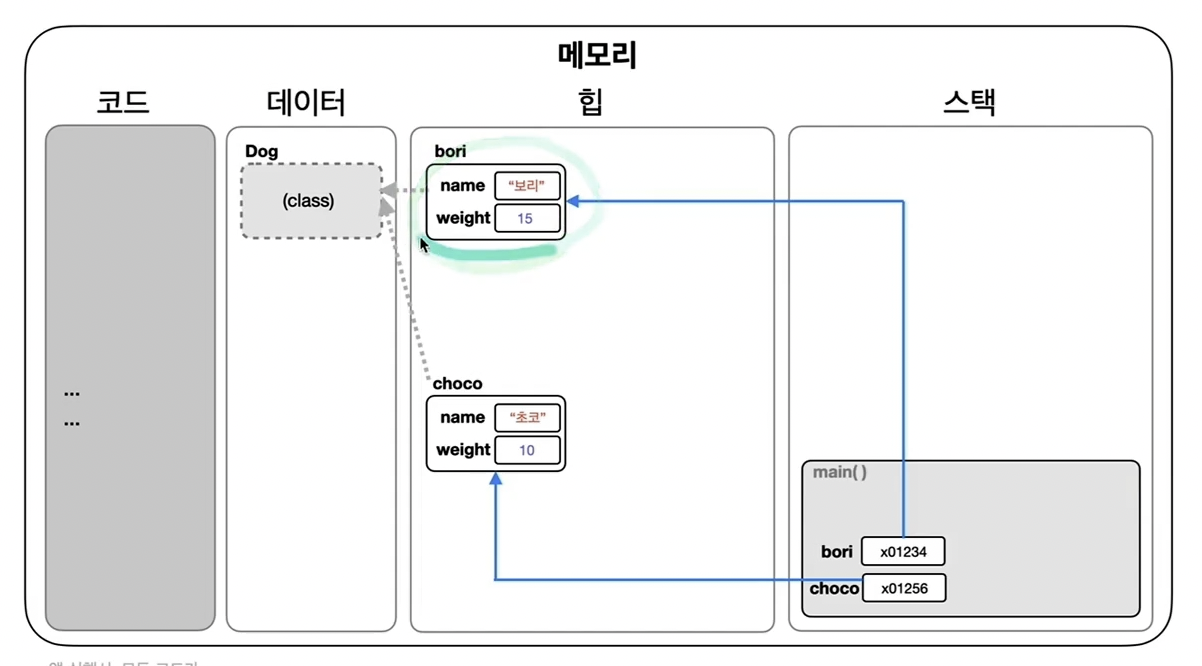 메모리
코드
데이터
힙
스택
Dog
(class)
bori
name "보리"
weight 15
choco
name "초코"
weight 10
...
...
main( )
bori x01234
choco x01256